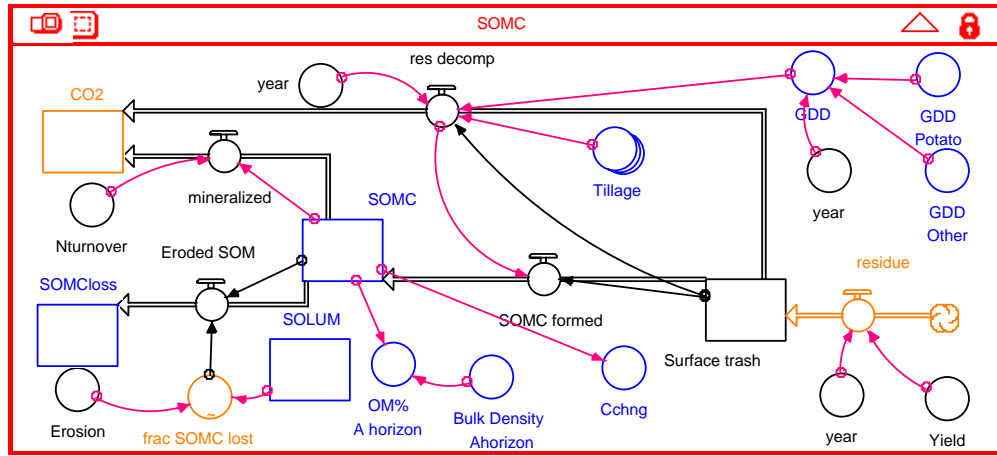 SOMC
res decomp
year
CO2
GDD
GDD
Potato
mineralized
Tillage
SOMC
year
GDD
Other
Nturnover
Eroded SOM
residue
SOMCloss
SOLUM
SOMC formed
Surface trash
OM%
A horizon
Bulk Density
Ahorizon
Cchng
Erosion
~
frac SOMC lost
year
Yield